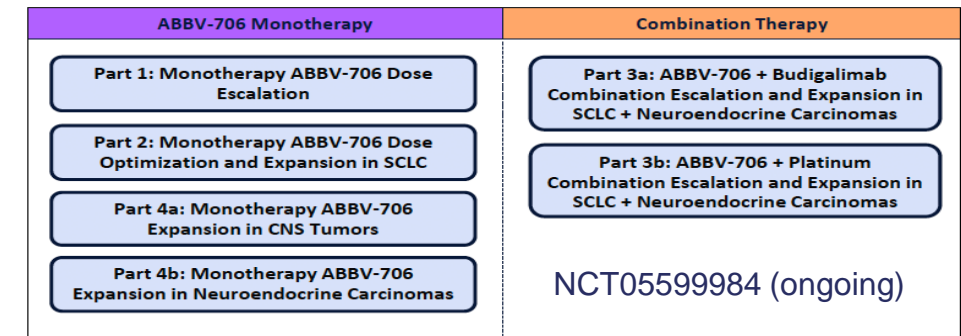 ABBV-706 Monotherapy
Part 1: Monotherapy ABBV-706 Dose
Escalation
Part 2: Monotherapy ABBV-706 Dose
Optimization and Expansion in SCLC
Part 4a: Monotherapy ABBV-706
Expansion in CNS Tumors
Part 4b: Monotherapy ABBV-706
Expansion in Neuroendocrine Carcinomas
Combination Therapy
Part 3a: ABBV-706 + Budigalimab
Combination Escalation and Expansion in
SCLC + Neuroendocrine Carcinomas
Part 3b: ABBV-706 + Platinum
Combination Escalation and Expansion in
SCLC + Neuroendocrine Carcinomas
NCT05599984 (ongoing)